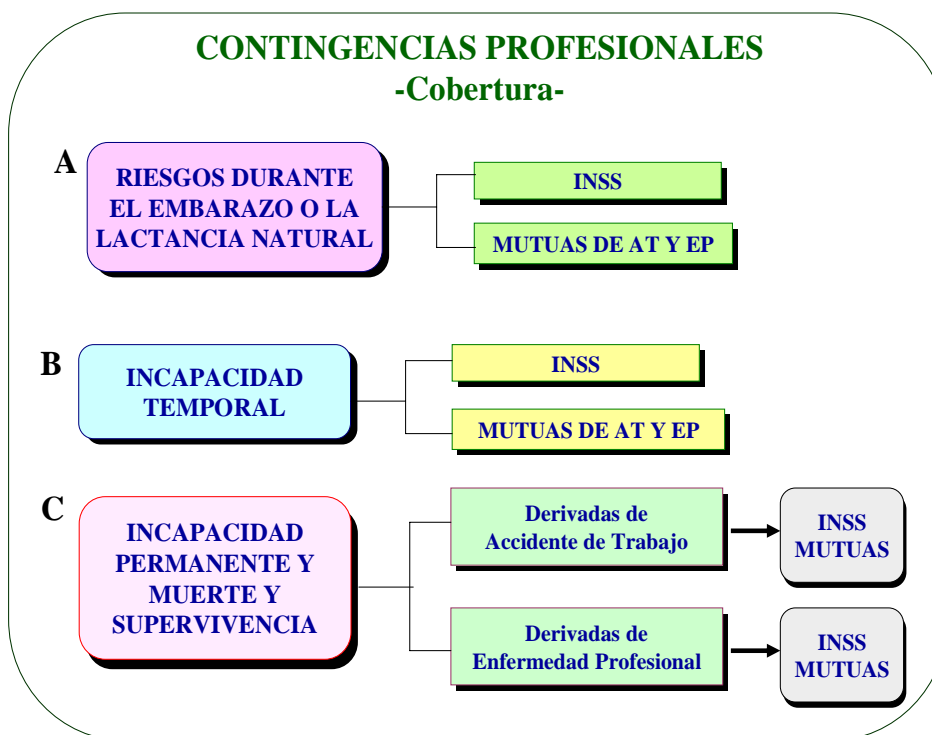 CONTINGENCIAS PROFESIONALES
-Cobertura-
A
RIESGOS DURANTE
EL EMBARAZO O LA
LACTANCIA NATURAL
INSS
MUTUAS DE AT Y EP
B
INCAPACIDAD
TEMPORAL
INSS
MUTUAS DE AT Y EP
C
INCAPACIDAD
PERMANENTE Y
MUERTE Y
SUPERVIVENCIA
Derivadas de
Accidente de Trabajo
INSS
MUTUAS
Derivadas de
Enfermedad Profesional
INSS
MUTUAS